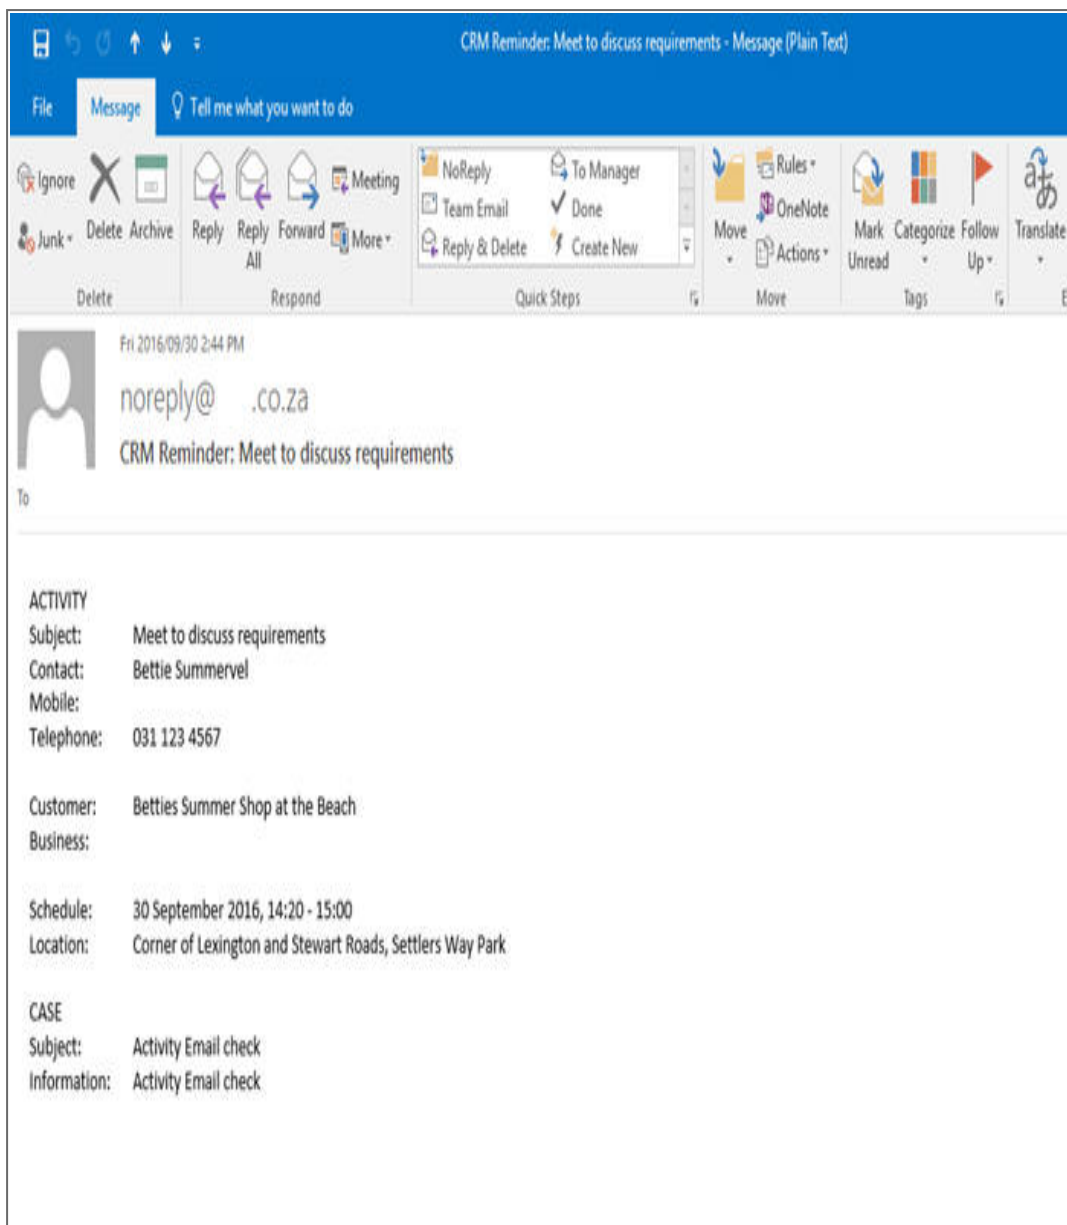 CRM Reminder: Meet to discuss requirements - Message (Plain Text)
File Message Tell me what you want to do
Ignore
Junk
Delete Archive
Reply Reply All Forward
Meeting
More
NoReply To Manager
Team Email Done
Reply & Delete Create New
Move
Rules
OneNote
Actions
Mark Unread Categorize Follow Up
Translate
Delete Respond Quick Steps Move Tags E
Fri 2016/09/30 2:44 PM
noreply@ .co.za
CRM Reminder: Meet to discuss requirements
To
ACTIVITY
Subject: Meet to discuss requirements
Contact: Bettie Summervel
Mobile:
Telephone: 031 123 4567
Customer: Betties Summer Shop at the Beach
Business:
Schedule: 30 September 2016, 14:20 - 15:00
Location: Corner of Lexington and Stewart Roads, Settlers Way Park
CASE
Subject: Activity Email check
Information: Activity Email check